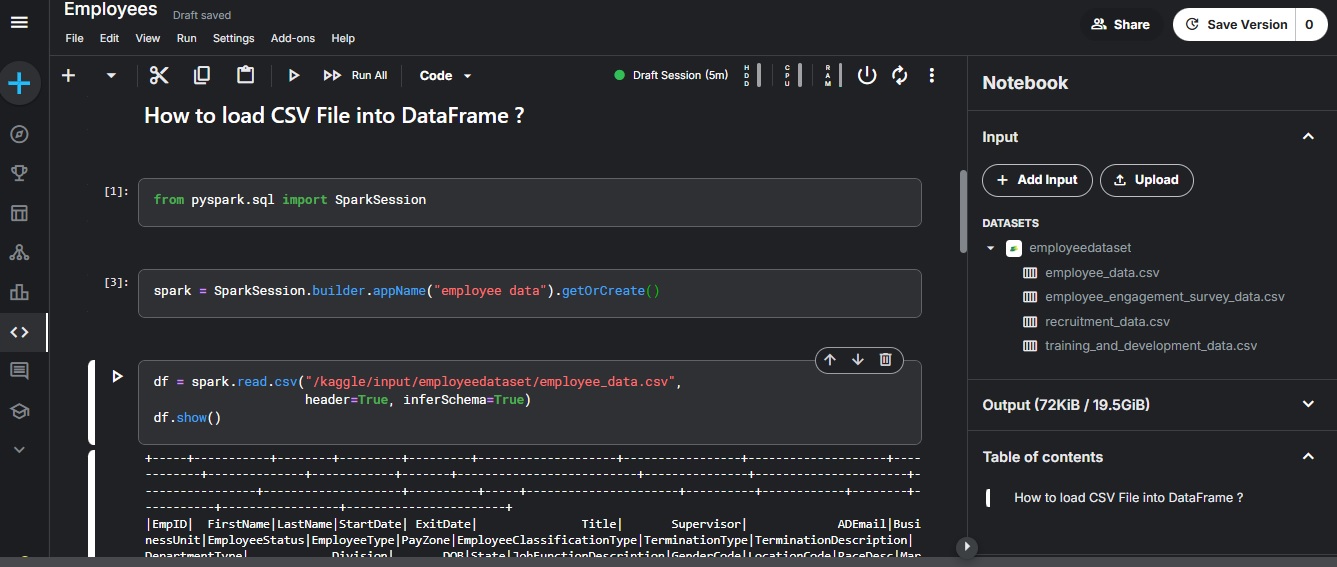 Employees
Draft saved
Share
Save Version
0
File Edit View Run Settings Add-ons Help
Run All
Code
Draft Session (5m)
HDD
CPU
RAM
Notebook
How to load CSV File into DataFrame ?
Input
[1]:
from pyspark.sql import SparkSession
Add Input
Upload
DATASETS
employeedataset
employee_data.csv
employee_engagement_survey_data.csv
recruitment_data.csv
training_and_development_data.csv
[3]:
spark = SparkSession.builder.appName("employee data").getOrCreate()
df = spark.read.csv("/kaggle/input/employeedataset/employee_data.csv",
header=True, inferSchema=True)
df.show()
Output (72KiB / 19.5GiB)
Table of contents
How to load CSV File into DataFrame ?
|EmpID| FirstName|LastName|StartDate| ExitDate| Title| Supervisor| ADEmail|Busi
nessUnit|EmployeeStatus|EmployeeType|PayZone|EmployeeClassificationType|TerminationType|TerminationDescription|
DepartmentType| Division| DOB|State|JobFunctionDescription|GenderCode|LocationCode|RaceDesc|Mar